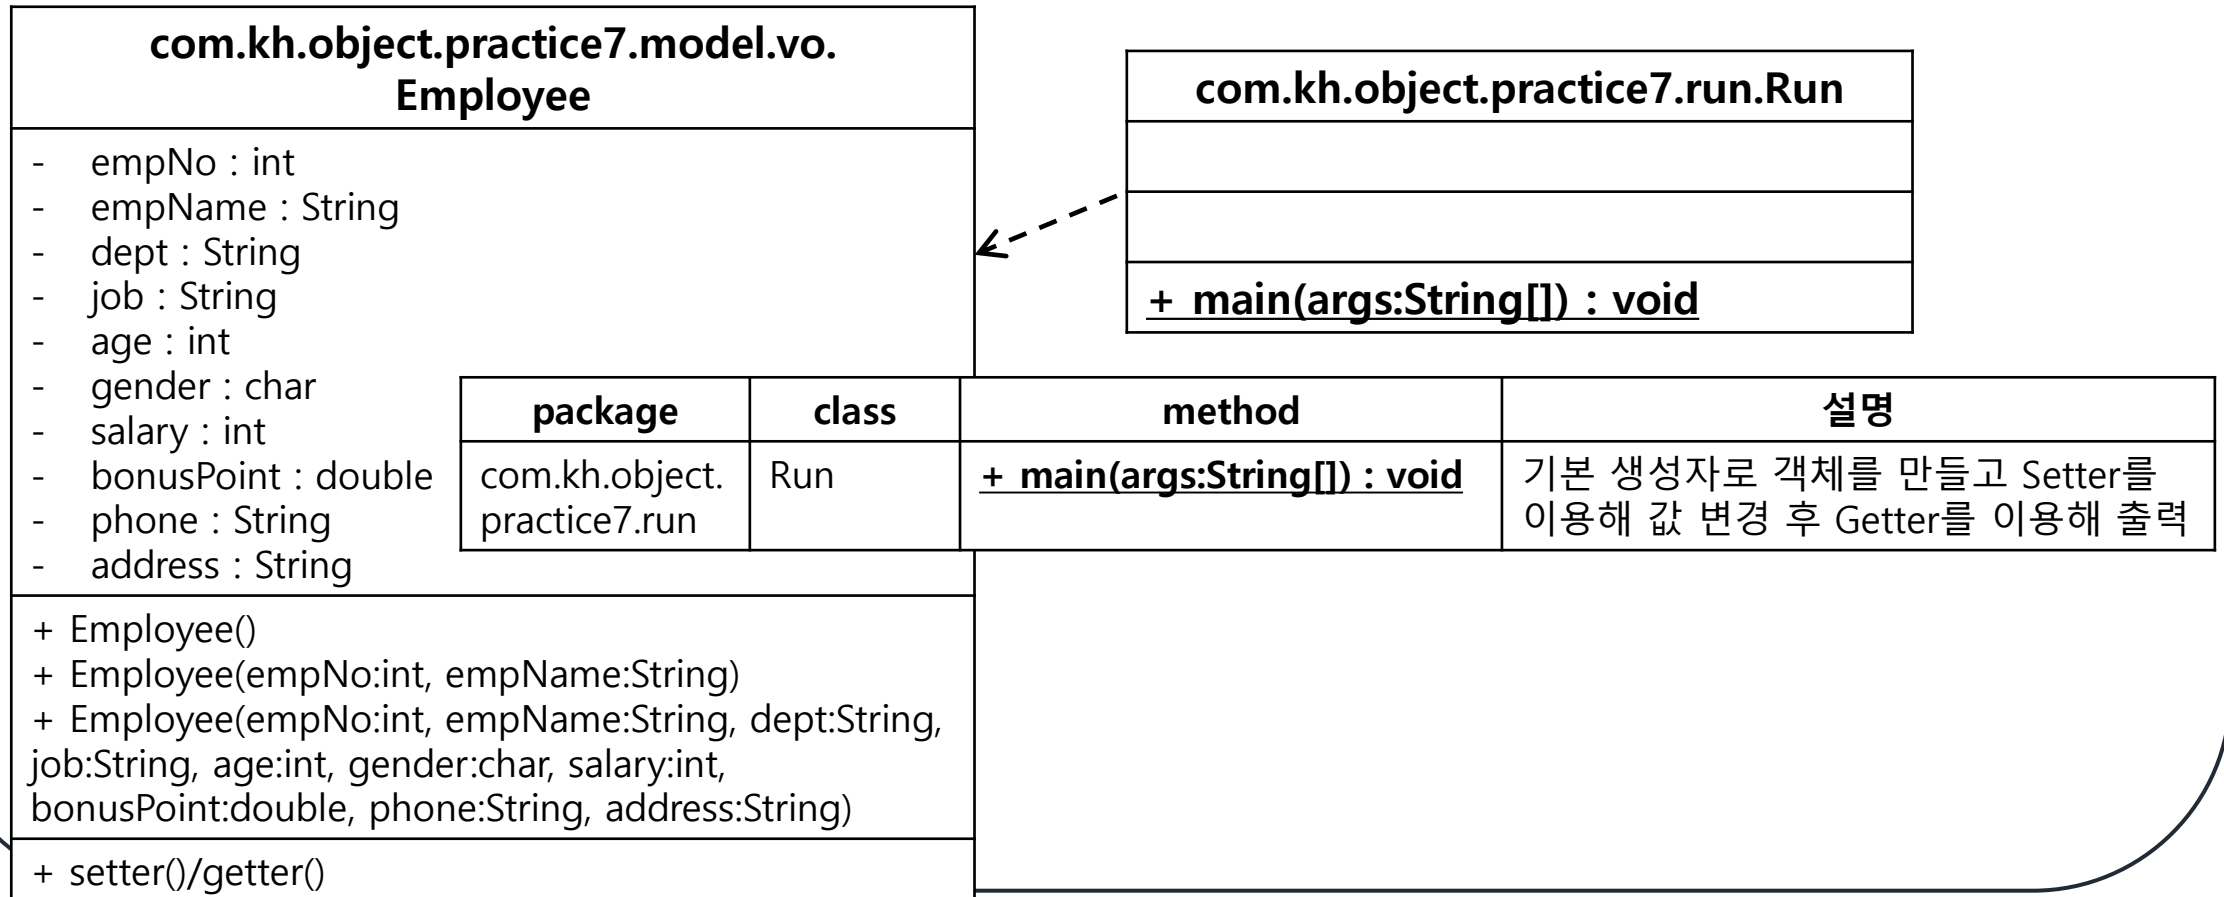 com.kh.object.practice7.model.vo.
Employee
- empNo : int
- empName : String
- dept : String
- job : String
- age : int
- gender : char
- salary : int
- bonusPoint : double
- phone : String
- address : String
+ Employee()
+ Employee(empNo:int, empName:String)
+ Employee(empNo:int, empName:String, dept:String,
job:String, age:int, gender:char, salary:int,
bonusPoint:double, phone:String, address:String)
+ setter()/getter()
com.kh.object.practice7.run.Run
+ main(args:String[]) : void
package class method 설명
com.kh.object. Run + main(args:String[]) : void 기본 생성자로 객체를 만들고 Setter를
practice7.run 이용해 값 변경 후 Getter를 이용해 출력